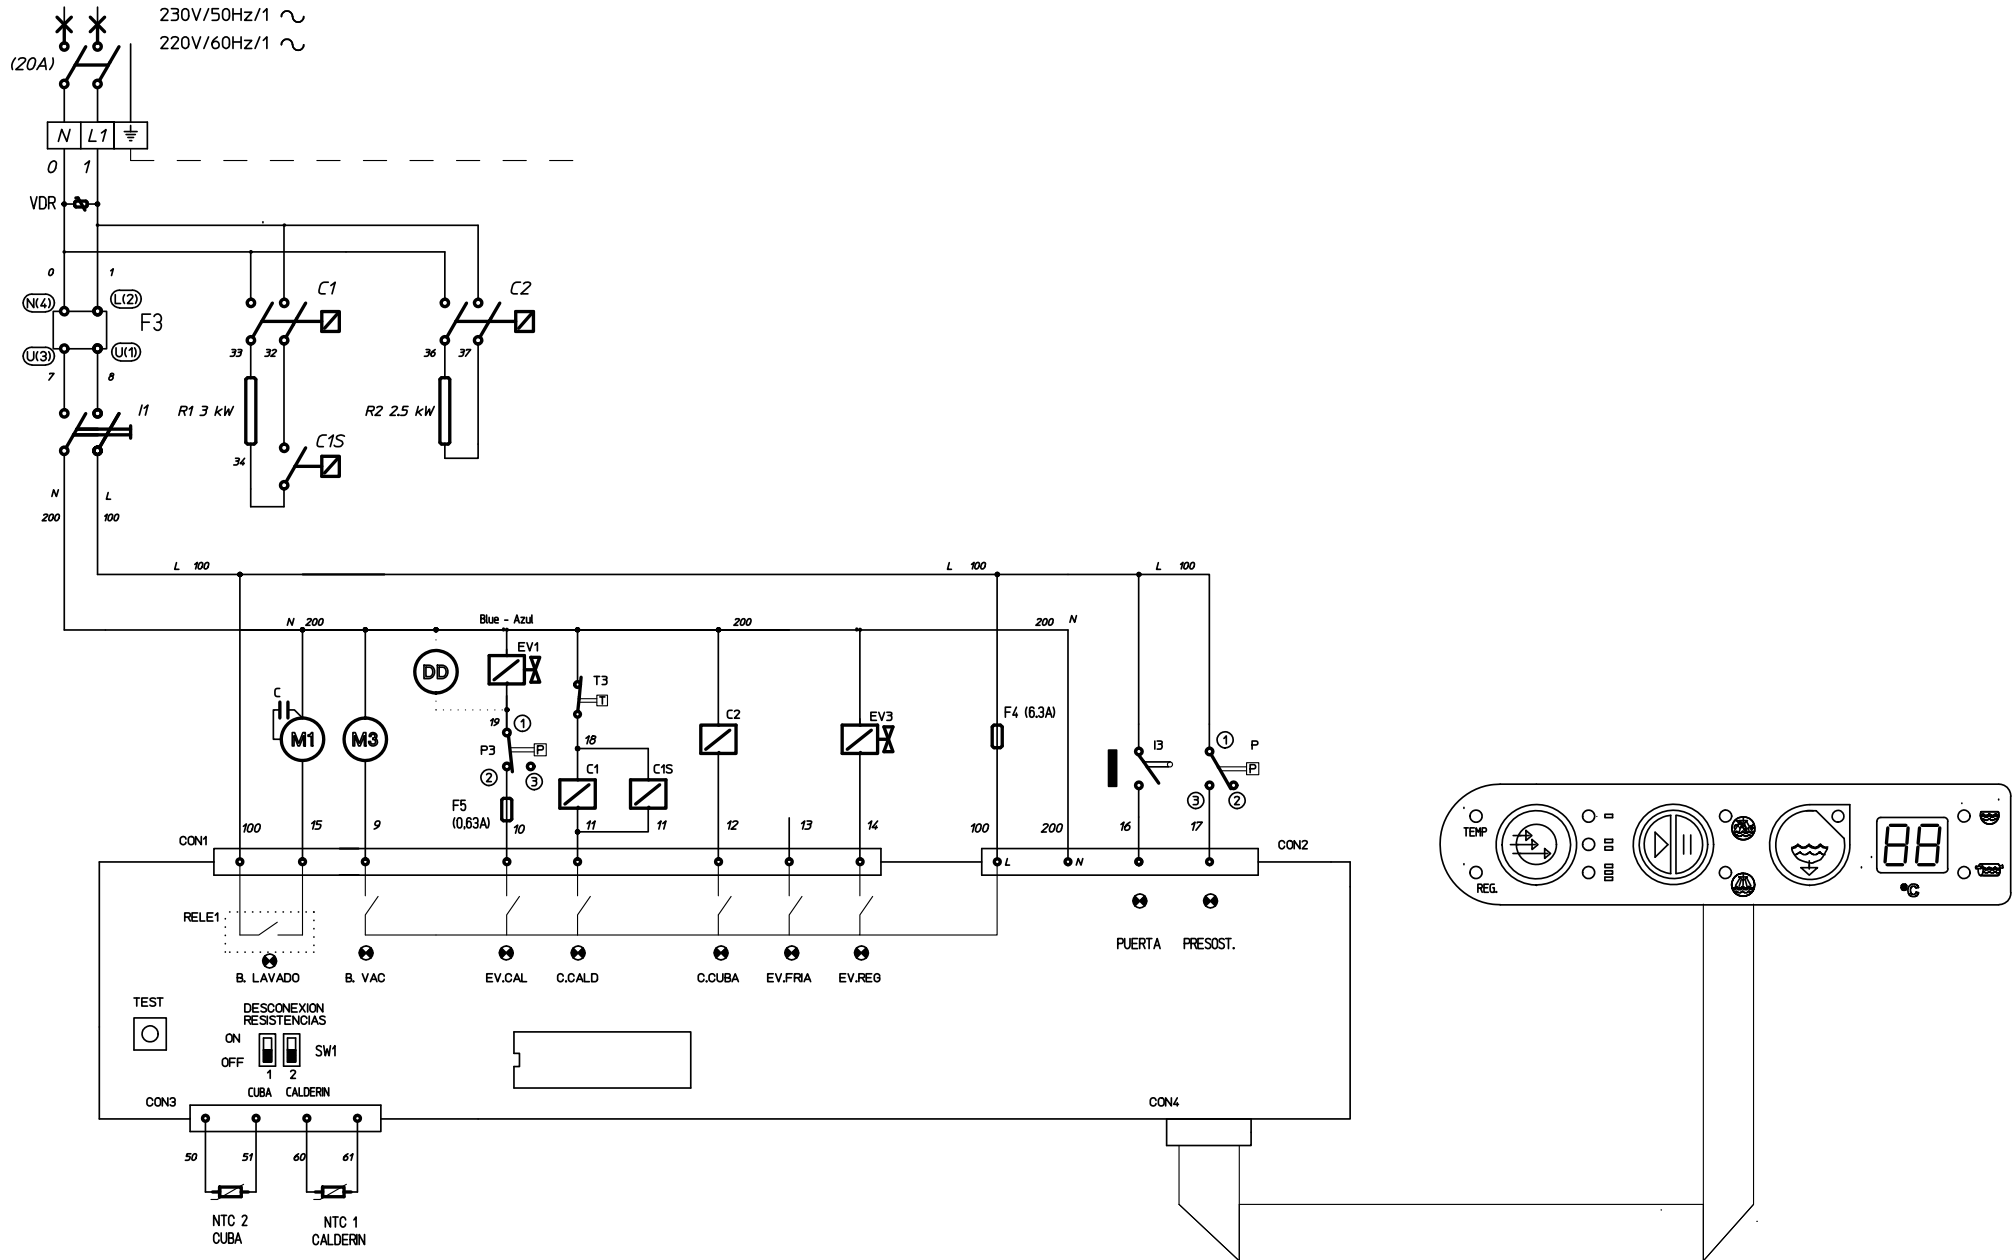 230V/50Hz/1
220V/60Hz/1
(20A)
N L1
0 1
VDR
0 1
N(4) L(2)
F3
U(3) U(1)
7 8
I1
C1
33 32
R1 3 kW
C1S
34
C2
36 37
R2 2.5 kW
N L
200 100
L 100
L 100
L 100
N 200
Blue - Azul
200
200 N
EV1
DD
T3
T
C
M1
M3
19 1
P3 P
2 3
F5
(0,63A)
18
C1 C1S
C2
EV3
F4 (6.3A)
I3
1 P
P
3 2
CON1
100 15 9 10 11 11 12 13 14
100 200 16 17
CON2
L N
RELE1
B. LAVADO
B. VAC
EV.CAL
C.CALD
C.CUBA
EV.FRIA
EV.REG
PUERTA
PRESOST.
TEMP
REG.
88
°C
TEST
DESCONEXION
RESISTENCIAS
ON
OFF
SW1
1 2
CUBA CALDERIN
CON3
CON4
50 51 60 61
NTC 2
CUBA
NTC 1
CALDERIN